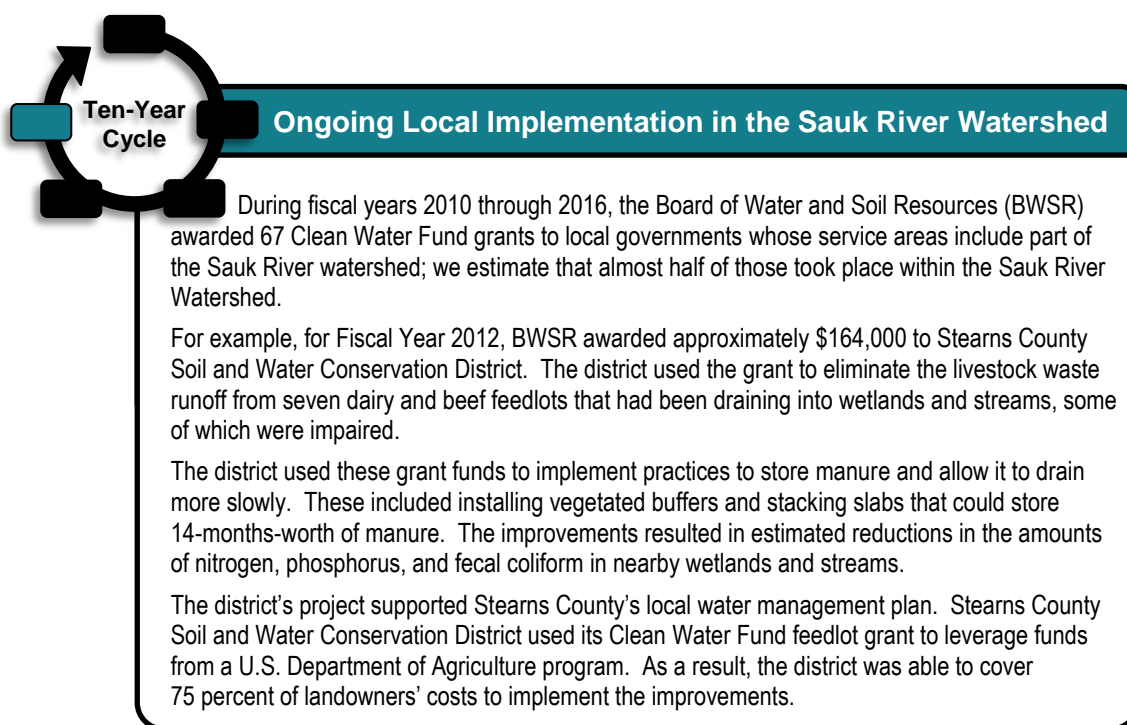 Ten-Year
Cycle
Ongoing Local Implementation in the Sauk River Watershed
During fiscal years 2010 through 2016, the Board of Water and Soil Resources (BWSR)
awarded 67 Clean Water Fund grants to local governments whose service areas include part of
the Sauk River watershed; we estimate that almost half of those took place within the Sauk River
Watershed.
For example, for Fiscal Year 2012, BWSR awarded approximately $164,000 to Stearns County
Soil and Water Conservation District.  The district used the grant to eliminate the livestock waste
runoff from seven dairy and beef feedlots that had been draining into wetlands and streams, some
of which were impaired.
The district used these grant funds to implement practices to store manure and allow it to drain
more slowly.  These included installing vegetated buffers and stacking slabs that could store
14-months-worth of manure.  The improvements resulted in estimated reductions in the amounts
of nitrogen, phosphorus, and fecal coliform in nearby wetlands and streams.
The district’s project supported Stearns County’s local water management plan.  Stearns County
Soil and Water Conservation District used its Clean Water Fund feedlot grant to leverage funds
from a U.S. Department of Agriculture program.  As a result, the district was able to cover
75 percent of landowners’ costs to implement the improvements.